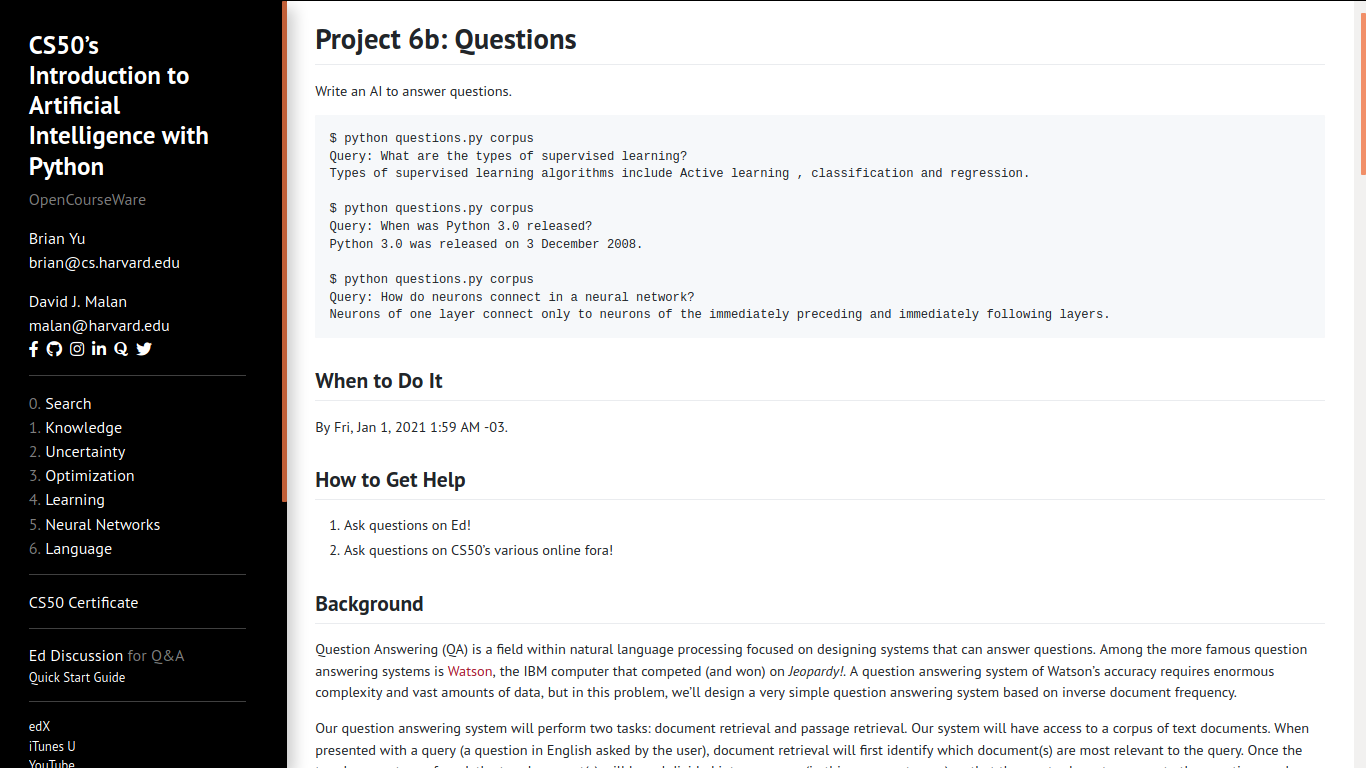 CS50’s
Introduction to
Artificial
Intelligence with
Python
OpenCourseWare
Brian Yu
brian@cs.harvard.edu
David J. Malan
malan@harvard.edu
0. Search
1. Knowledge
2. Uncertainty
3. Optimization
4. Learning
5. Neural Networks
6. Language
CS50 Certificate
Ed Discussion for Q&A
Quick Start Guide
edX
iTunes U
YouTube
Project 6b: Questions
Write an AI to answer questions.
$ python questions.py corpus
Query: What are the types of supervised learning?
Types of supervised learning algorithms include Active learning , classification and regression.
$ python questions.py corpus
Query: When was Python 3.0 released?
Python 3.0 was released on 3 December 2008.
$ python questions.py corpus
Query: How do neurons connect in a neural network?
Neurons of one layer connect only to neurons of the immediately preceding and immediately following layers.
When to Do It
By Fri, Jan 1, 2021 1:59 AM -03.
How to Get Help
1. Ask questions on Ed!
2. Ask questions on CS50’s various online fora!
Background
Question Answering (QA) is a field within natural language processing focused on designing systems that can answer questions. Among the more famous question
answering systems is Watson, the IBM computer that competed (and won) on Jeopardy!. A question answering system of Watson’s accuracy requires enormous
complexity and vast amounts of data, but in this problem, we’ll design a very simple question answering system based on inverse document frequency.
Our question answering system will perform two tasks: document retrieval and passage retrieval. Our system will have access to a corpus of text documents. When
presented with a query (a question in English asked by the user), document retrieval will first identify which document(s) are most relevant to the query. Once the